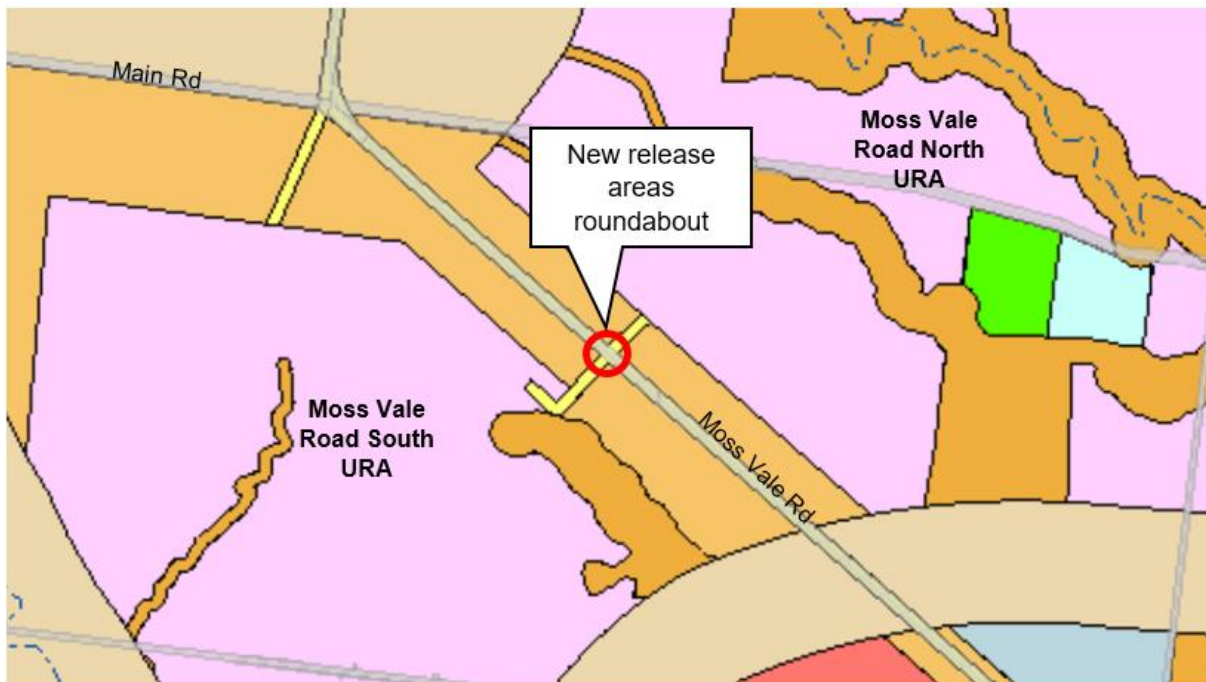 Main Rd
Moss Vale
Road North
URA
New release
areas
roundabout
Moss Vale
Road South
URA
Moss Vale Rd